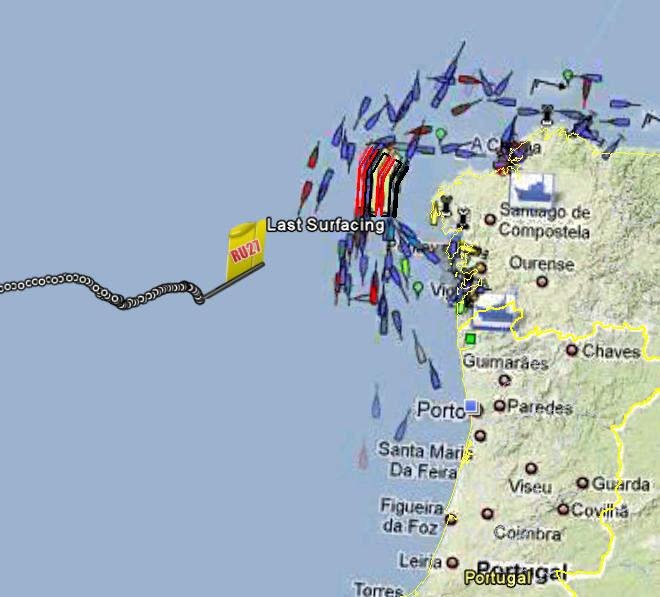 A Coruña
Santiago de
Compostela
Last Surfacing
RU27
Ourense
Chaves
Guimarães
Porto
Paredes
Santa Maria
Da Feira
Viseu
Guarda
Covilhã
Figueira
da Foz
Coimbra
Leiria
Portugal
Portugal
Torres